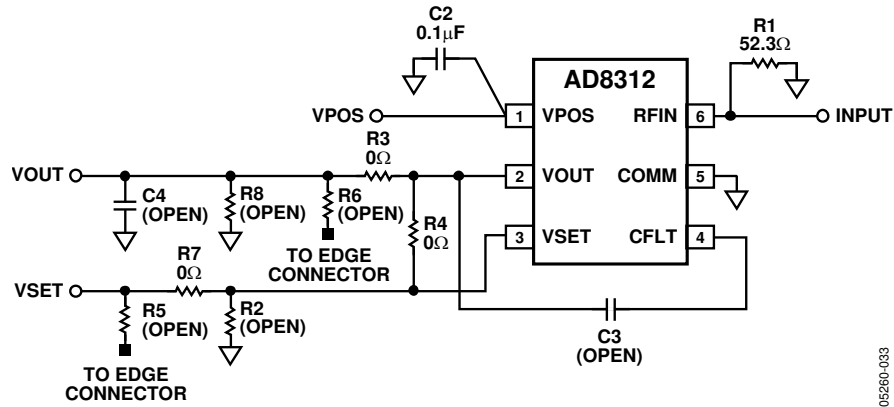 C2
0.1µF
R1
52.3Ω
AD8312
VPOS
1 VPOS
RFIN 6
INPUT
R3
0Ω
VOUT
2 VOUT
COMM 5
C4
(OPEN)
R8
(OPEN)
R6
(OPEN)
R4
0Ω
TO EDGE
CONNECTOR
3 VSET
CFLT 4
R7
0Ω
VSET
R5
(OPEN)
R2
(OPEN)
C3
(OPEN)
TO EDGE
CONNECTOR
05260-033